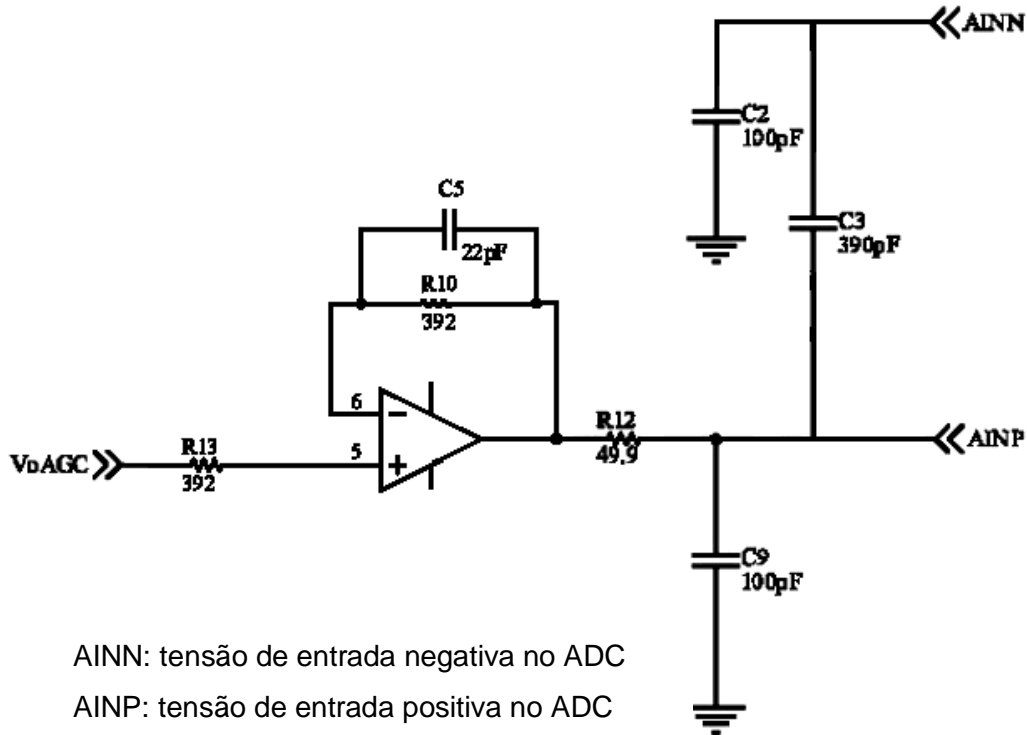 AINN
C2
100pF
C3
390pF
C5
22pF
R10
392
6
5
R13
392
VDAGC
R12
49.9
AINP
C9
100pF
AINN: tensão de entrada negativa no ADC
AINP: tensão de entrada positiva no ADC